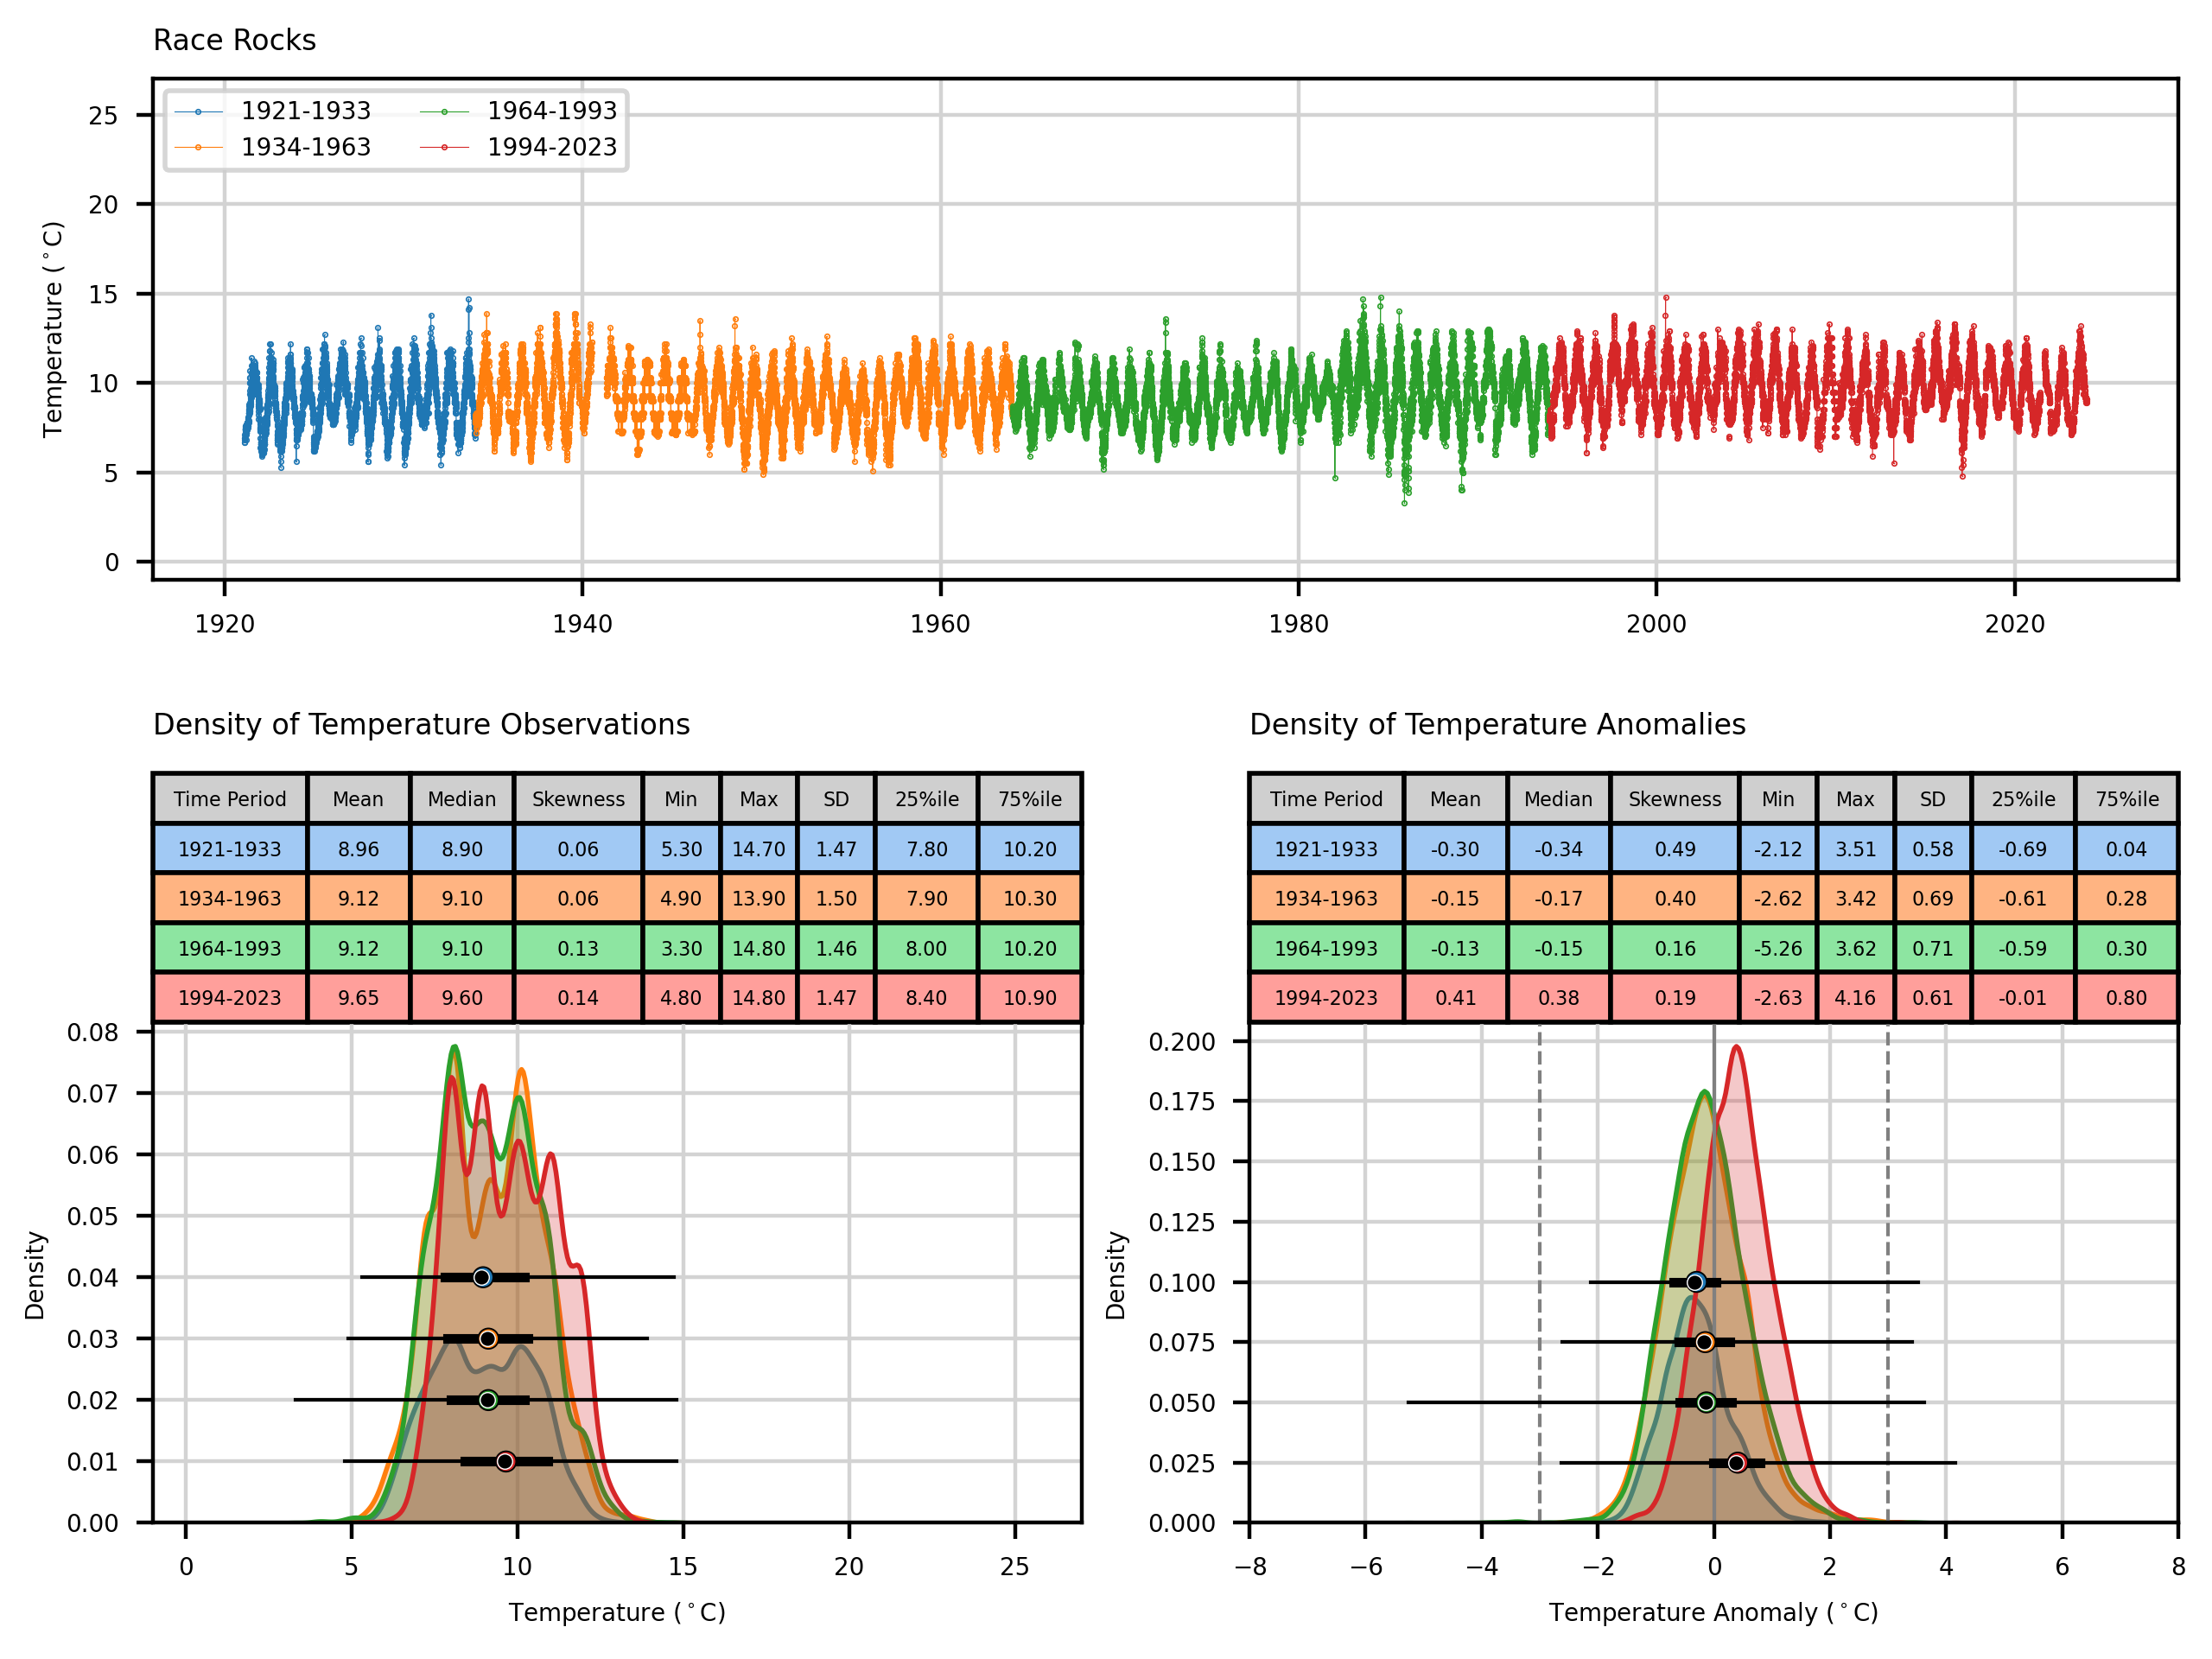 Race Rocks
1921-1933 1964-1993
1934-1963 1994-2023
Temperature (°C)
25
20
15
10
5
0
1920 1940 1960 1980 2000 2020
Density of Temperature Observations
Time Period Mean Median Skewness Min Max SD 25%ile 75%ile
1921-1933 8.96 8.90 0.06 5.30 14.70 1.47 7.80 10.20
1934-1963 9.12 9.10 0.06 4.90 13.90 1.50 7.90 10.30
1964-1993 9.12 9.10 0.13 3.30 14.80 1.46 8.00 10.20
1994-2023 9.65 9.60 0.14 4.80 14.80 1.47 8.40 10.90
Density
0.08
0.07
0.06
0.05
0.04
0.03
0.02
0.01
0.00
0 5 10 15 20 25
Temperature (°C)
Density of Temperature Anomalies
Time Period Mean Median Skewness Min Max SD 25%ile 75%ile
1921-1933 -0.30 -0.34 0.49 -2.12 3.51 0.58 -0.69 0.04
1934-1963 -0.15 -0.17 0.40 -2.62 3.42 0.69 -0.61 0.28
1964-1993 -0.13 -0.15 0.16 -5.26 3.62 0.71 -0.59 0.30
1994-2023 0.41 0.38 0.19 -2.63 4.16 0.61 -0.01 0.80
Density
0.200
0.175
0.150
0.125
0.100
0.075
0.050
0.025
0.000
−8 −6 −4 −2 0 2 4 6 8
Temperature Anomaly (°C)